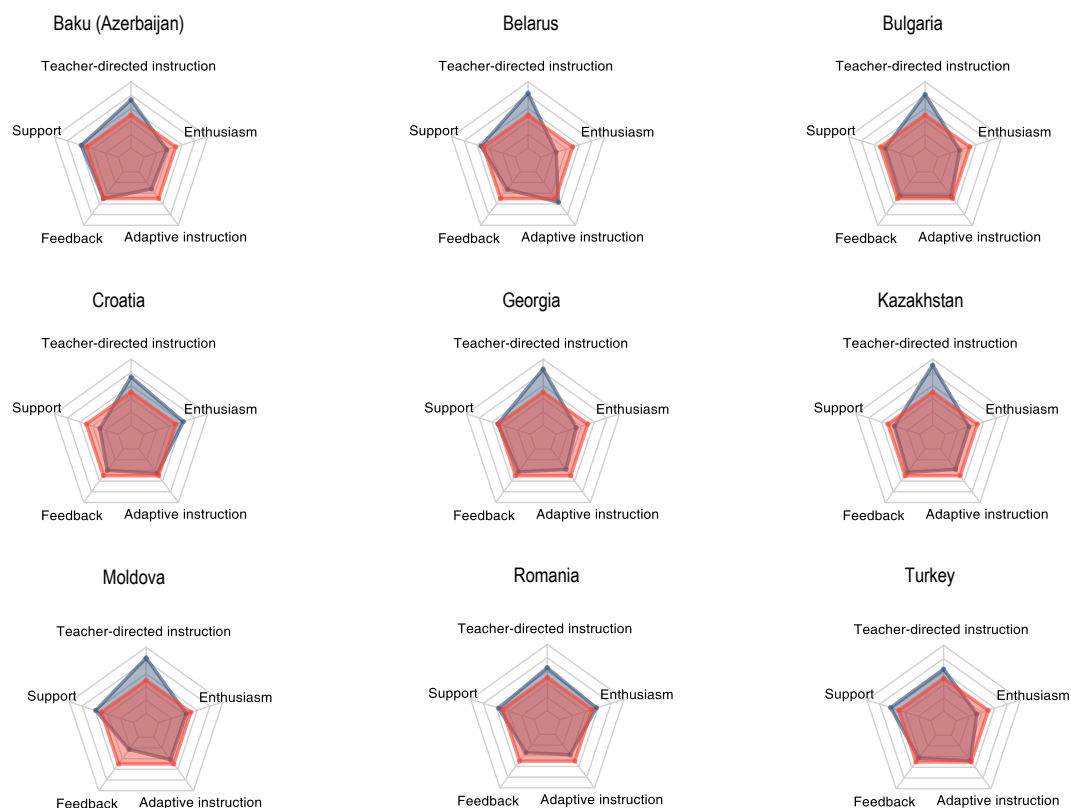 Baku (Azerbaijan)
Teacher-directed instruction
Support
Enthusiasm
Feedback
Adaptive instruction
Belarus
Teacher-directed instruction
Support
Enthusiasm
Feedback
Adaptive instruction
Bulgaria
Teacher-directed instruction
Support
Enthusiasm
Feedback
Adaptive instruction
Croatia
Teacher-directed instruction
Support
Enthusiasm
Feedback
Adaptive instruction
Georgia
Teacher-directed instruction
Support
Enthusiasm
Feedback
Adaptive instruction
Kazakhstan
Teacher-directed instruction
Support
Enthusiasm
Feedback
Adaptive instruction
Moldova
Teacher-directed instruction
Support
Enthusiasm
Feedback
Adaptive instruction
Romania
Teacher-directed instruction
Support
Enthusiasm
Feedback
Adaptive instruction
Turkey
Teacher-directed instruction
Support
Enthusiasm
Feedback
Adaptive instruction